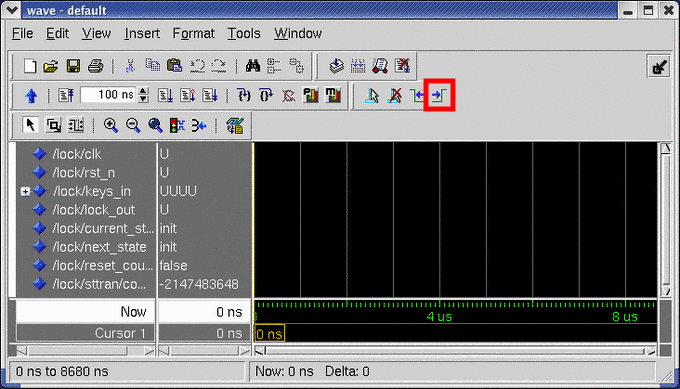 wave - default
File Edit View Insert Format Tools Window
100 ns
/lock/clk U
/lock/rst_n U
/lock/keys_in UUUU
/lock/lock_out U
/lock/current_st... init
/lock/next_state init
/lock/reset_cou... false
/lock/sttran/co... -2147483648
Now 0 ns 4 us 8 us
Cursor 1 0 ns 0 ns
0 ns to 8680 ns Now: 0 ns Delta: 0